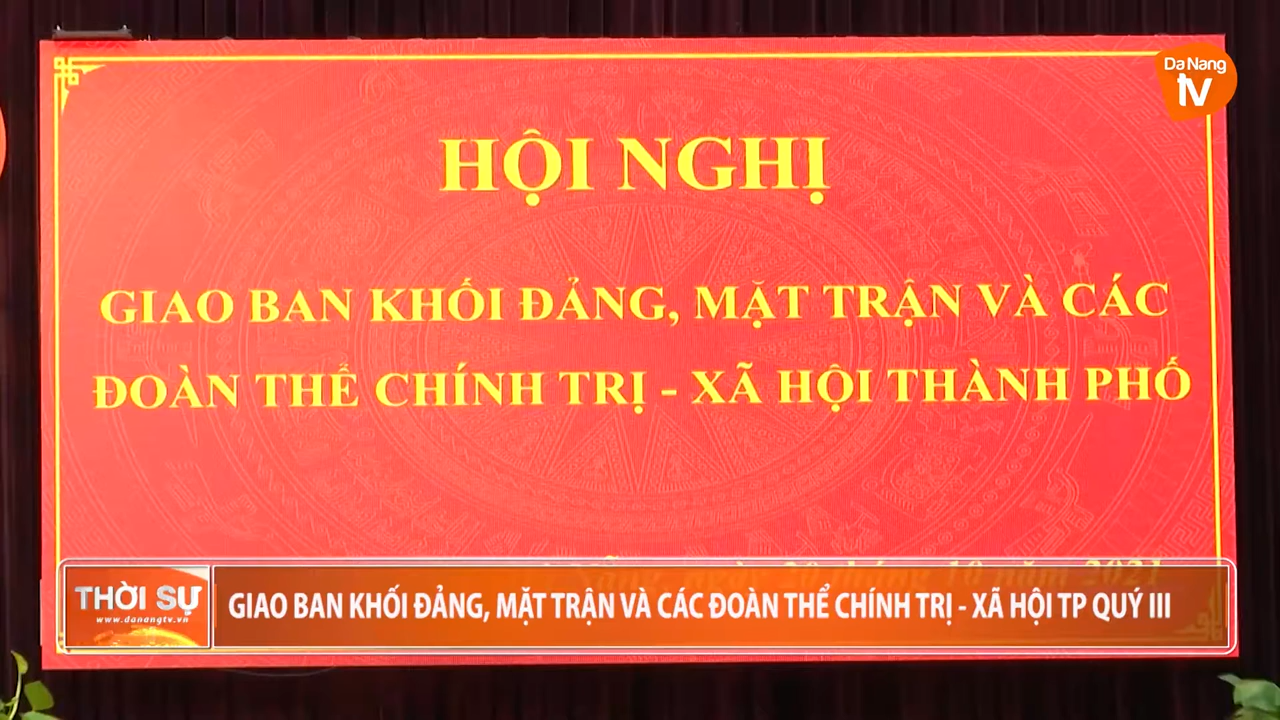 Da Nang
tv
HỘI NGHỊ
GIAO BAN KHỐI ĐẢNG, MẶT TRẬN VÀ CÁC
ĐOÀN THỂ CHÍNH TRỊ - XÃ HỘI THÀNH PHỐ
THỜI SỰ
www.danangtv.vn
GIAO BAN KHỐI ĐẢNG, MẶT TRẬN VÀ CÁC ĐOÀN THỂ CHÍNH TRỊ - XÃ HỘI TP QUÝ III